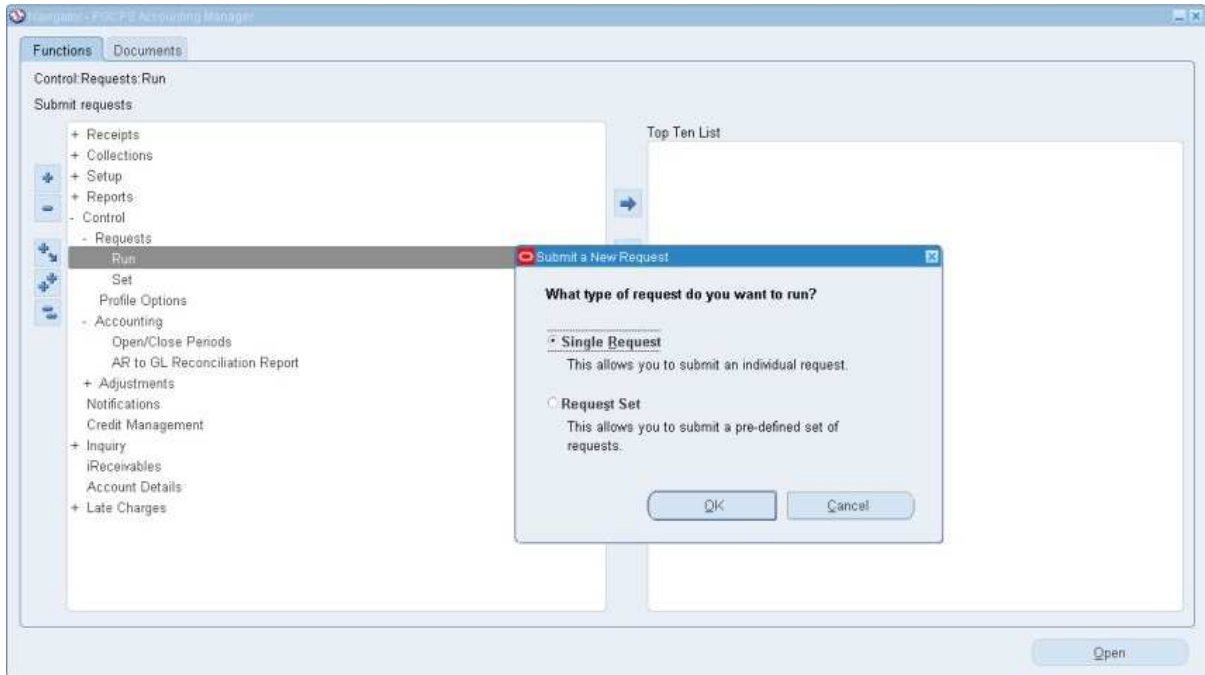 Navigator - PGCPB Accounting Manager
Functions
Documents
Control:Requests:Run
Submit requests
+ Receipts
+ Collections
+ Setup
+ Reports
- Control
- Requests
Run
Set
Profile Options
- Accounting
Open/Close Periods
AR to GL Reconciliation Report
+ Adjustments
Notifications
Credit Management
+ Inquiry
iReceivables
Account Details
+ Late Charges
Top Ten List
Submit a New Request
What type of request do you want to run?
Single Request
This allows you to submit an individual request.
Request Set
This allows you to submit a pre-defined set of
requests.
OK
Cancel
Open